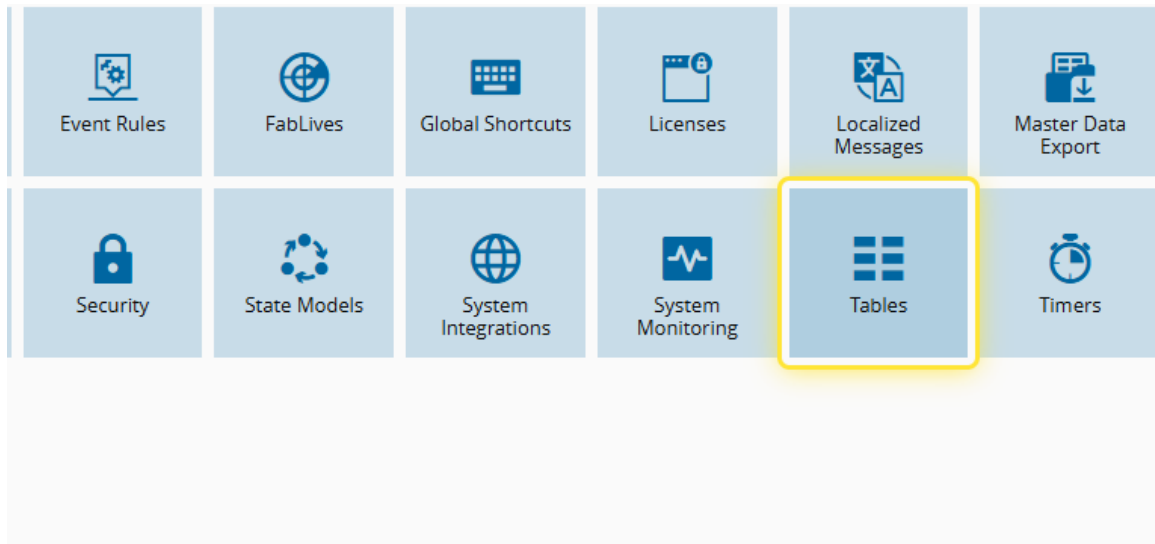 Event Rules
FabLives
Global Shortcuts
Licenses
Localized
Messages
Master Data
Export
Security
State Models
System
Integrations
System
Monitoring
Tables
Timers